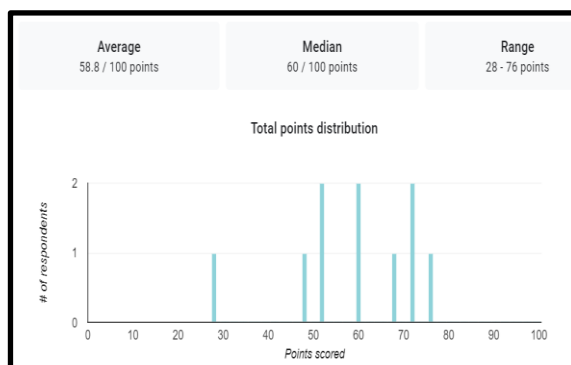 Average
58.8 / 100 points
Median
60 / 100 points
Range
28 - 76 points
Total points distribution
# of respondents
2
1
0
0 10 20 30 40 50 60 70 80 90 100
Points scored